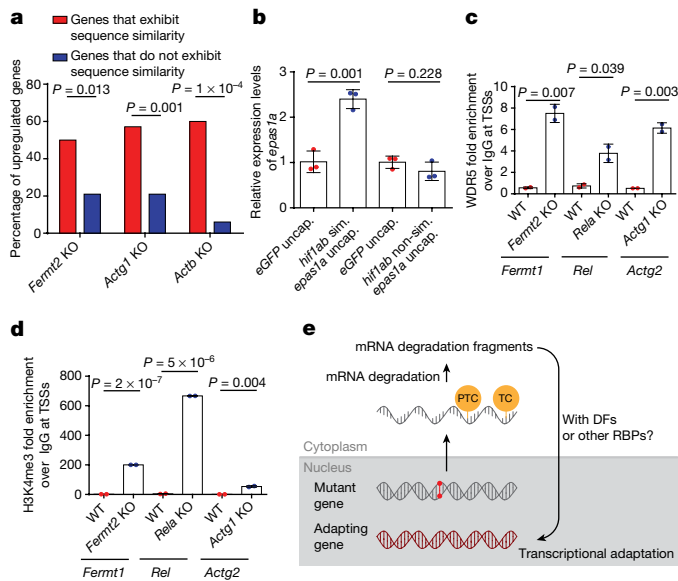 a
Genes that exhibit
sequence similarity
Genes that do not exhibit
sequence similarity
Percentage of upregulated genes
80
60
40
20
0
P = 0.013
P = 0.001
P = 1 × 10⁻⁴
Fermt2 KO
Actg1 KO
Actb KO
b
Relative expression levels
of epas1a
3
2
1
0
P = 0.001
P = 0.228
eGFP uncap.
hif1ab sim.
epas1a uncap.
eGFP uncap.
hif1ab non-sim.
epas1a uncap.
c
WDR5 fold enrichment
over IgG at TSSs
10
8
6
4
2
0
P = 0.007
P = 0.039
P = 0.003
WT
Fermt2 KO
WT
Rela KO
WT
Actg1 KO
Fermt1
Rel
Actg2
d
H3K4me3 fold enrichment
over IgG at TSSs
800
600
400
200
0
P = 2 × 10⁻⁷
P = 5 × 10⁻⁶
P = 0.004
WT
Fermt2 KO
WT
Rela KO
WT
Actg1 KO
Fermt1
Rel
Actg2
e
mRNA degradation fragments
mRNA degradation
PTC
TC
With DFs
or other RBPs?
Cytoplasm
Nucleus
Mutant
gene
Adapting
gene
Transcriptional adaptation